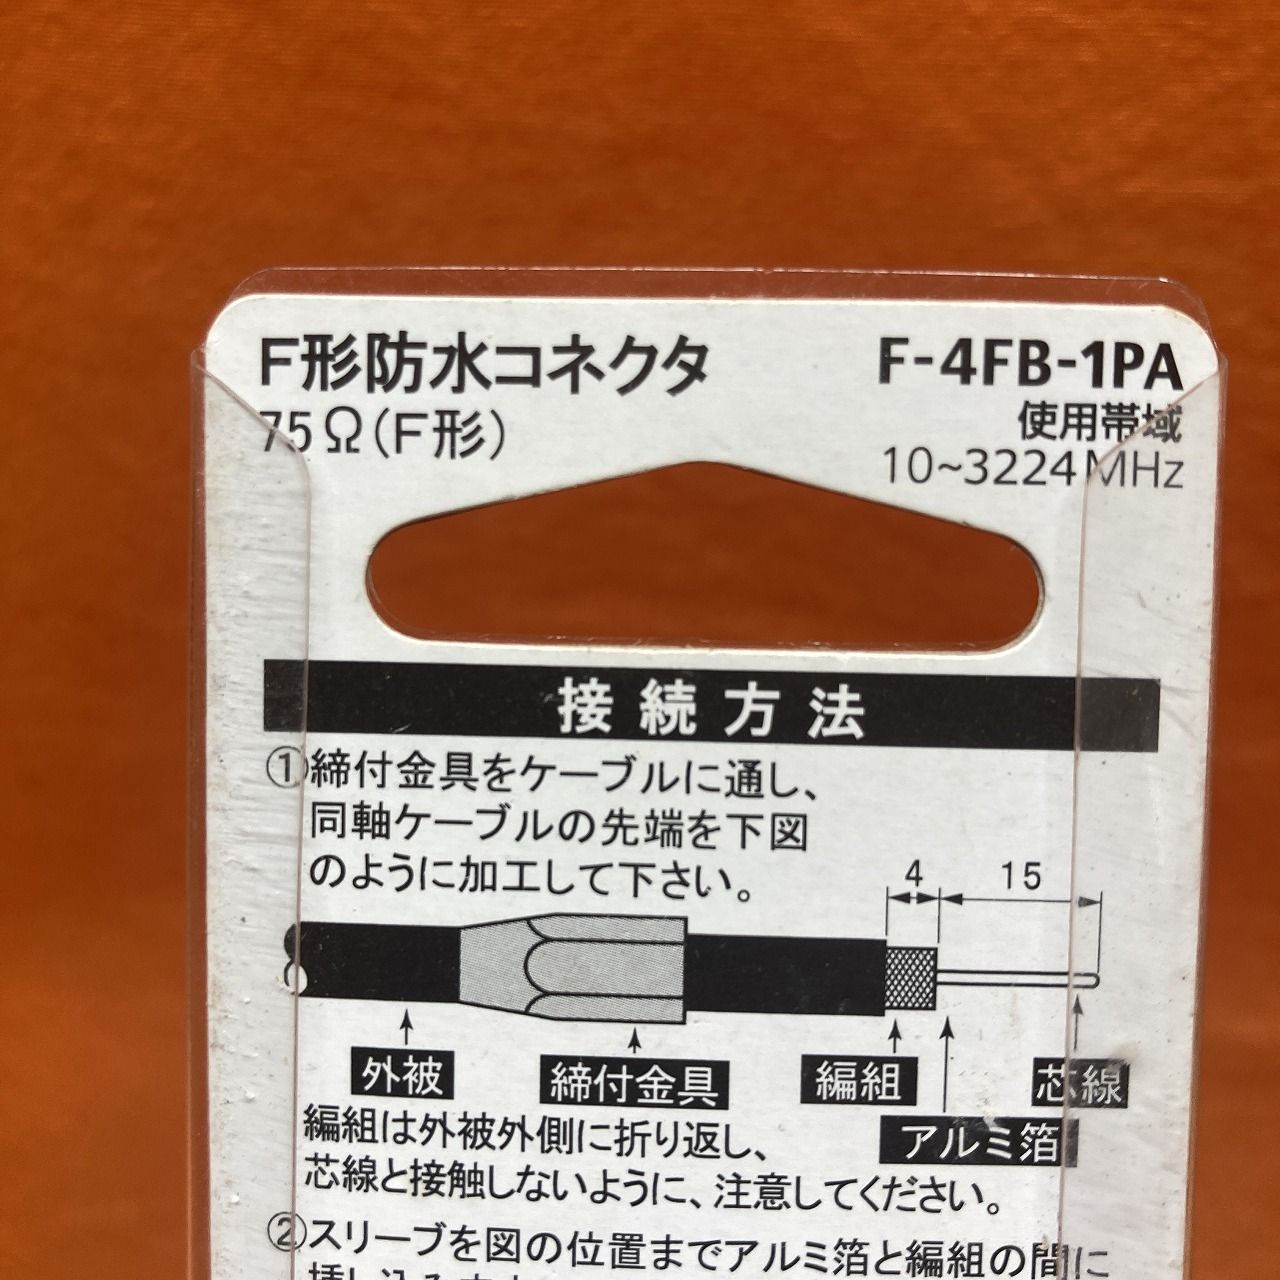 F形防水コネクタ F-4FB-1PA
75Ω(F形) 使用帯域
10~3224MHz
接続方法
①締付金具をケーブルに通し、
同軸ケーブルの先端を下図
のように加工して下さい。
4 15
外被 締付金具 編組 芯線
アルミ箔
編組は外被外側に折り返し、
芯線と接触しないように、注意してください。
②スリーブを図の位置までアルミ箔と編組の間に